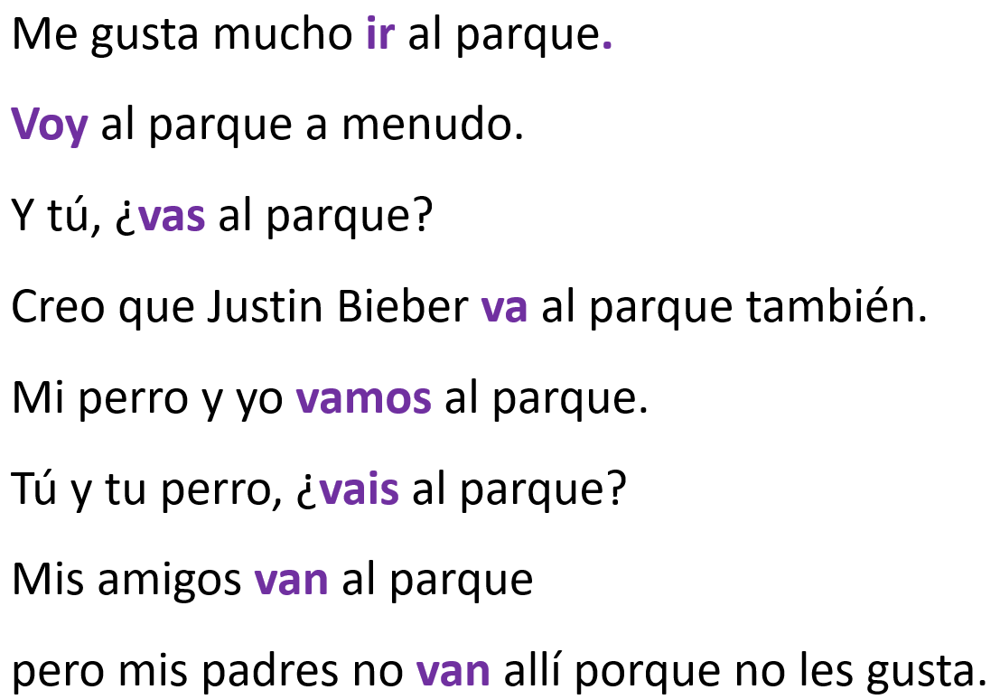 Me gusta mucho ir al parque.
Voy al parque a menudo.
Y tú, ¿vas al parque?
Creo que Justin Bieber va al parque también.
Mi perro y yo vamos al parque.
Tú y tu perro, ¿vais al parque?
Mis amigos van al parque
pero mis padres no van allí porque no les gusta.